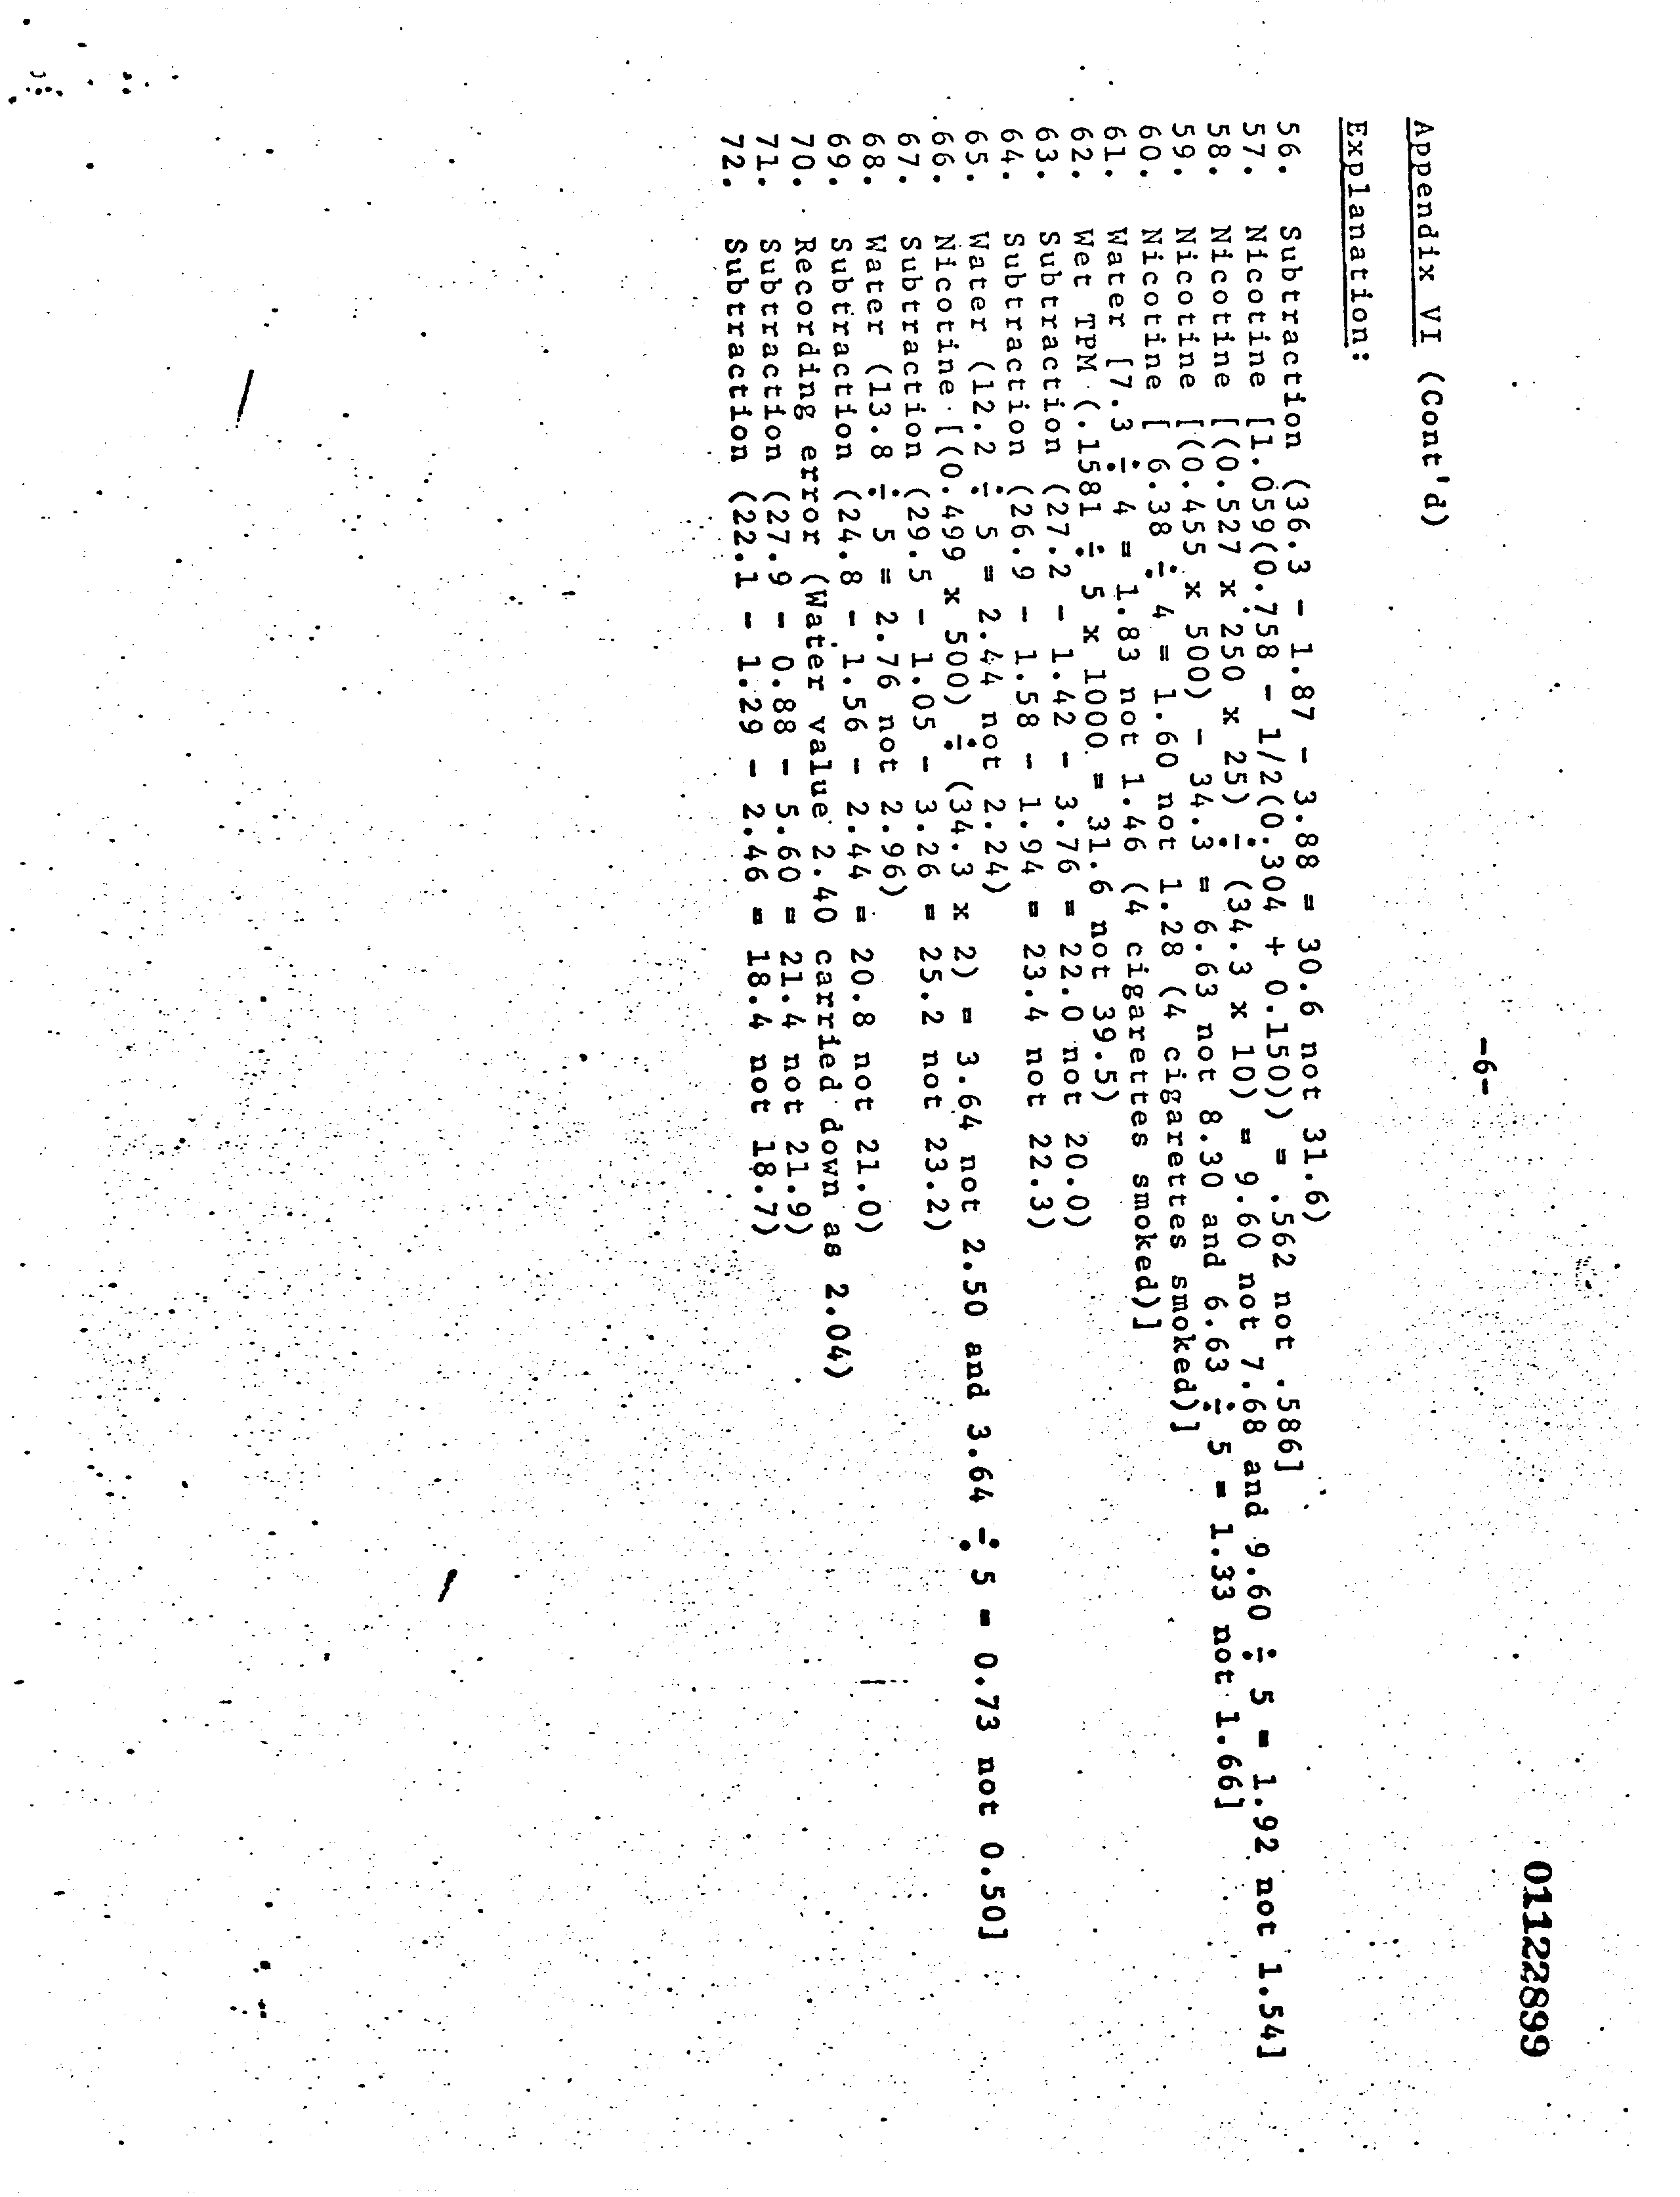 -6-
01122899
Appendix VI (Cont'd)
Explanation:
56. Subtraction (36.3 - 1.87 - 3.88 = 30.6 not 31.6)
57. Nicotine [1.059(0.758 - 1/2(0.304 + 0.150)) = .562 not .586]
58. Nicotine [(0.527 x 250 x 25) ÷ (34.3 x 10) = 9.60 not 7.68 and 9.60 ÷ 5 = 1.92 not 1.54]
59. Nicotine [(0.455 x 500) - 34.3 = 6.63 not 8.30 and 6.63 ÷ 5 = 1.33 not 1.66]
60. Nicotine [ 6.38 ÷ 4 = 1.60 not 1.28 (4 cigarettes smoked)]
61. Water [7.3 ÷ 4 = 1.83 not 1.46 (4 cigarettes smoked)]
62. Wet TPM (.1581 ÷ 5 x 1000 = 31.6 not 39.5)
63. Subtraction (27.2 - 1.42 - 3.76 = 22.0 not 20.0)
64. Subtraction (26.9 - 1.58 - 1.94 = 23.4 not 22.3)
65. Water (12.2 ÷ 5 = 2.44 not 2.24)
66. Nicotine [(0.499 x 500) ÷ (34.3 x 2) = 3.64 not 2.50 and 3.64 ÷ 5 = 0.73 not 0.50]
67. Subtraction (29.5 - 1.05 - 3.26 = 25.2 not 23.2)
68. Water (13.8 ÷ 5 = 2.76 not 2.96)
69. Subtraction (24.8 - 1.56 - 2.44 = 20.8 not 21.0)
70. Recording error (Water value 2.40 carried down as 2.04)
71. Subtraction (27.9 - 0.88 - 5.60 = 21.4 not 21.9)
72. Subtraction (22.1 - 1.29 - 2.46 = 18.4 not 18.7)